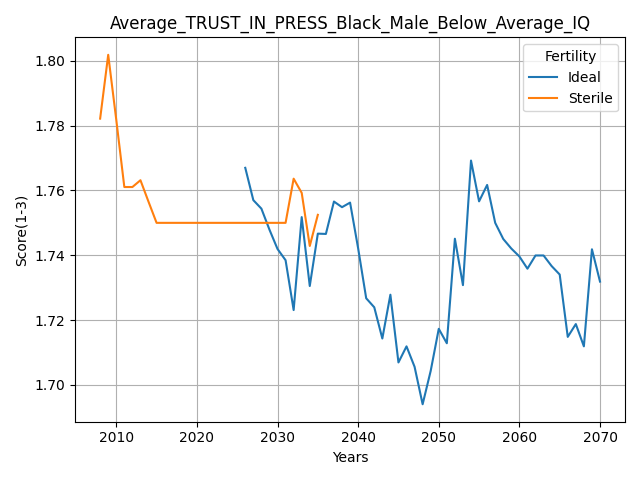 Average_TRUST_IN_PRESS_Black_Male_Below_Average_IQ
Fertility
Ideal
Sterile
Score(1-3)
1.80
1.78
1.76
1.74
1.72
1.70
2010
2020
2030
2040
2050
2060
2070
Years